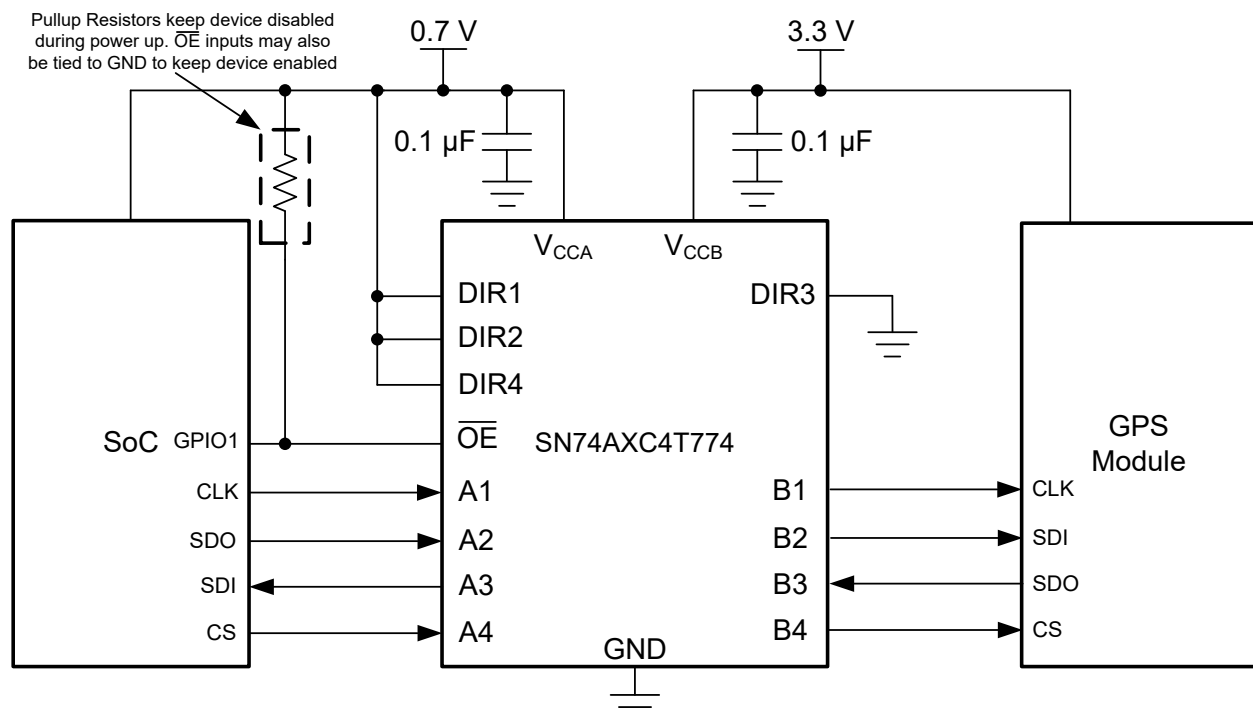 Pullup Resistors keep device disabled
during power up. O̅E̅ inputs may also
be tied to GND to keep device enabled
0.7 V
3.3 V
0.1 µF
0.1 µF
VCCA
VCCB
DIR1
DIR3
DIR2
DIR4
SoC
GPIO1
O̅E̅
SN74AXC4T774
GPS
Module
CLK
A1
B1
CLK
SDO
A2
B2
SDI
SDI
A3
B3
SDO
CS
A4
B4
CS
GND